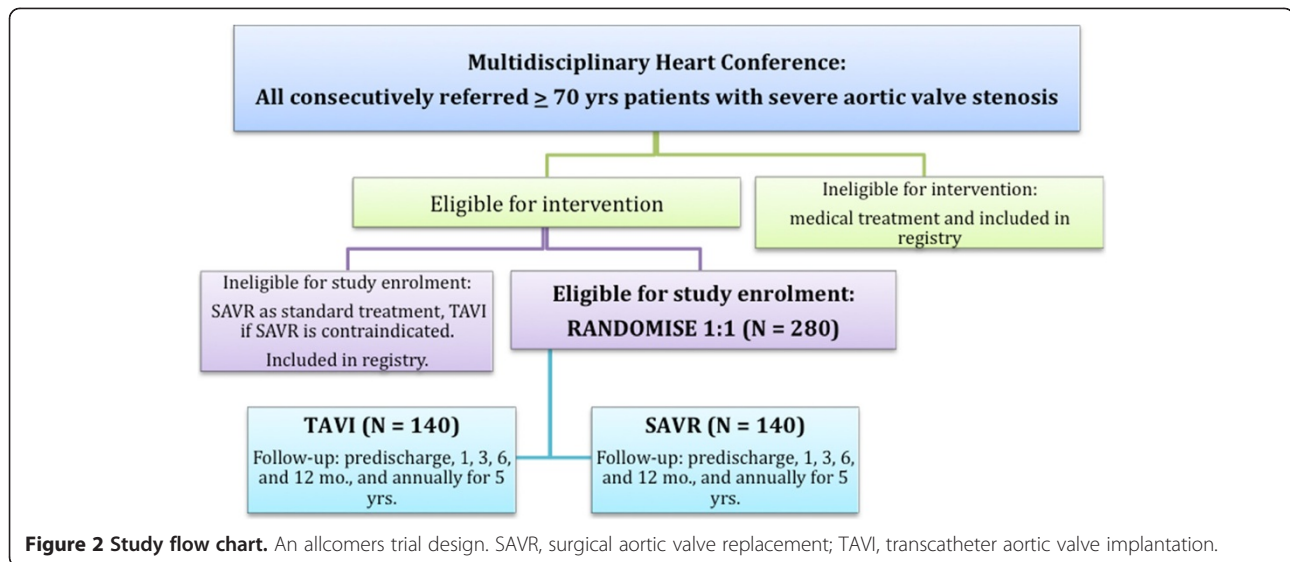 Multidisciplinary Heart Conference:
All consecutively referred ≥ 70 yrs patients with severe aortic valve stenosis
Eligible for intervention
Ineligible for intervention:
medical treatment and included in
registry
Ineligible for study enrolment:
SAVR as standard treatment, TAVI
if SAVR is contraindicated.
Included in registry.
Eligible for study enrolment:
RANDOMISE 1:1 (N = 280)
TAVI (N = 140)
Follow-up: predischarge, 1, 3, 6,
and 12 mo., and annually for 5
yrs.
SAVR (N = 140)
Follow-up: predischarge, 1, 3, 6,
and 12 mo., and annually for 5
yrs.
Figure 2 Study flow chart. An allcomers trial design. SAVR, surgical aortic valve replacement; TAVI, transcatheter aortic valve implantation.